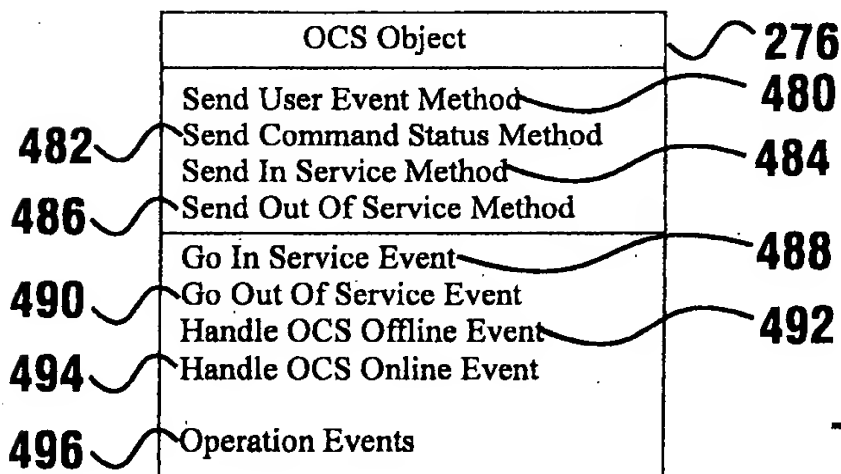 OCS Object 276
Send User Event Method 480
482 Send Command Status Method
Send In Service Method 484
486 Send Out Of Service Method
Go In Service Event 488
490 Go Out Of Service Event
Handle OCS Offline Event 492
494 Handle OCS Online Event
496 Operation Events